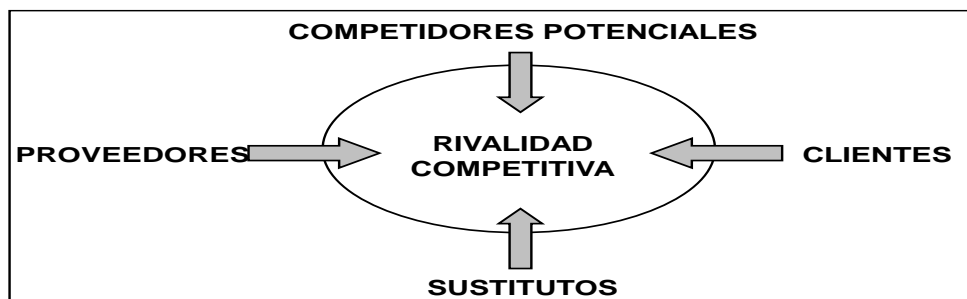 COMPETIDORES POTENCIALES
PROVEEDORES
RIVALIDAD
COMPETITIVA
CLIENTES
SUSTITUTOS